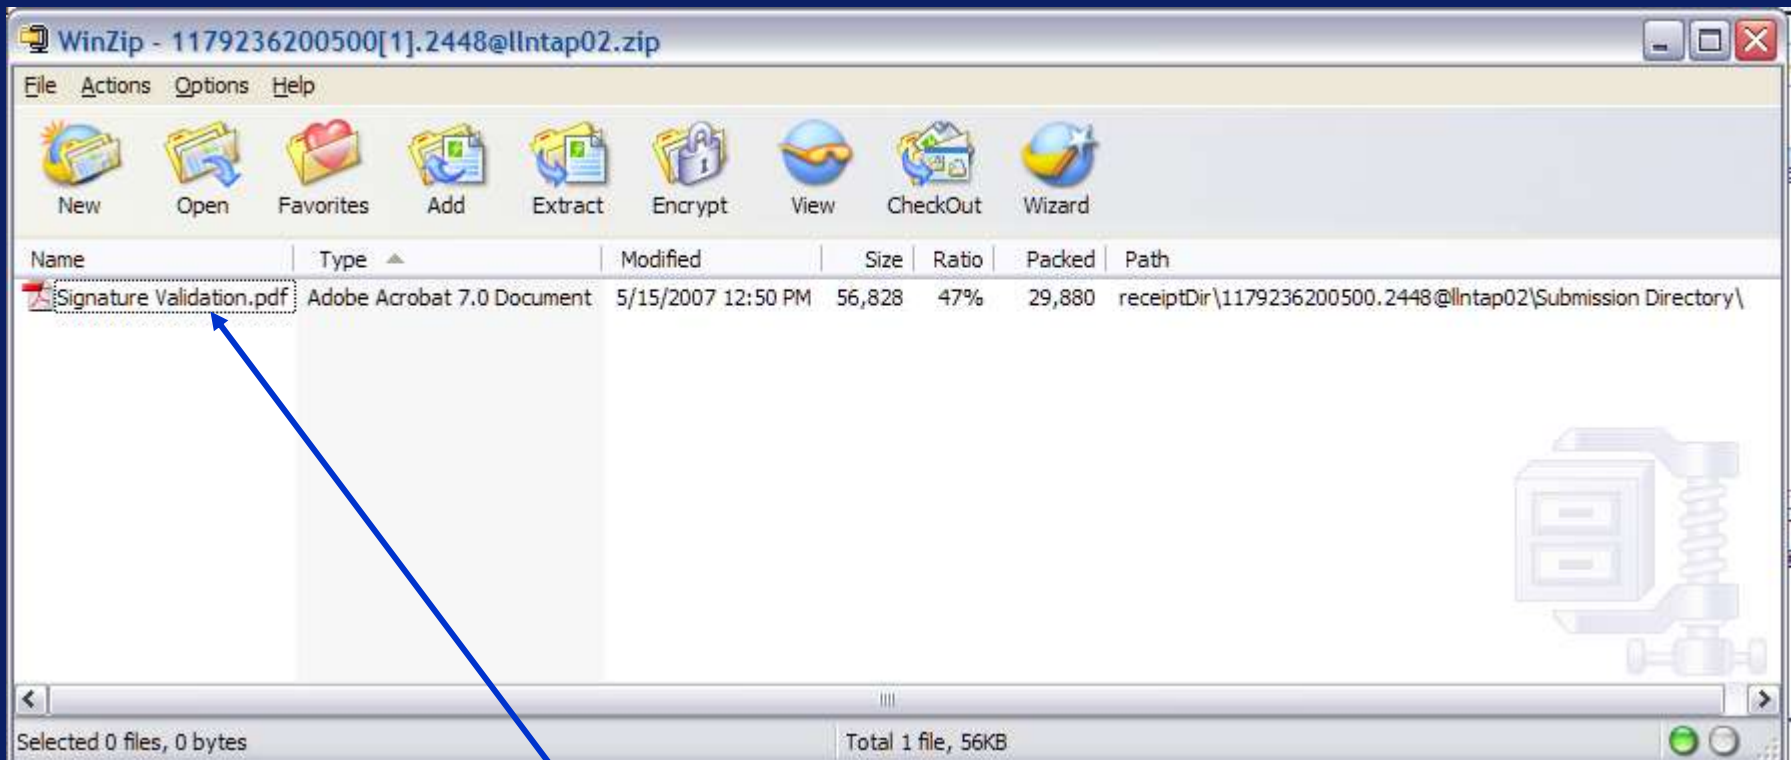 WinZip - 1179236200500[1].2448@llntap02.zip
File Actions Options Help
New Open Favorites Add Extract Encrypt View CheckOut Wizard
Name Type Modified Size Ratio Packed Path
Signature Validation.pdf Adobe Acrobat 7.0 Document 5/15/2007 12:50 PM 56,828 47% 29,880 receiptDir\1179236200500.2448@llntap02\Submission Directory\
Selected 0 files, 0 bytes Total 1 file, 56KB